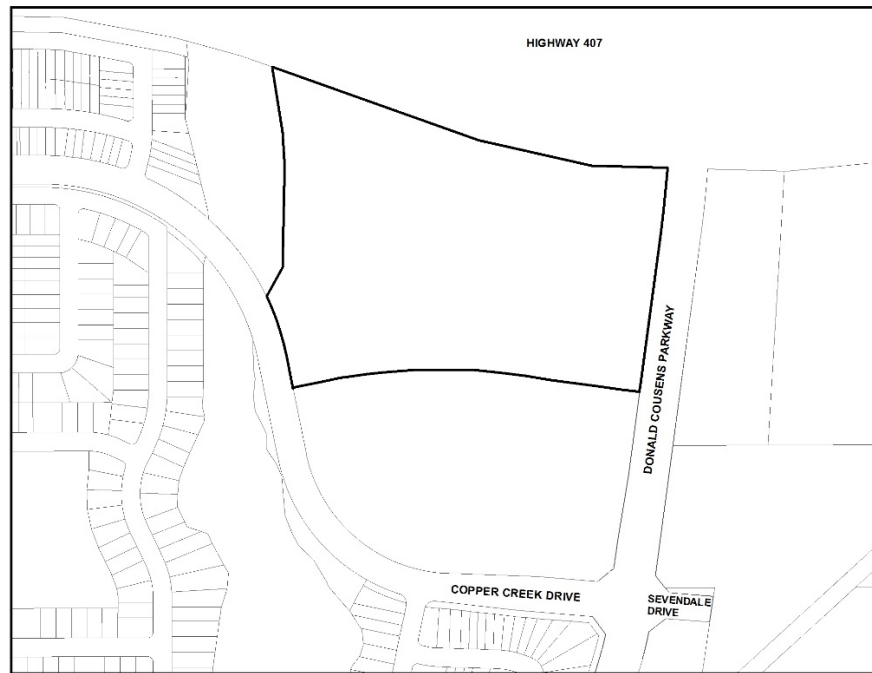 HIGHWAY 407
DONALD COUSENS PARKWAY
COPPER CREEK DRIVE
SEVENDALE
DRIVE